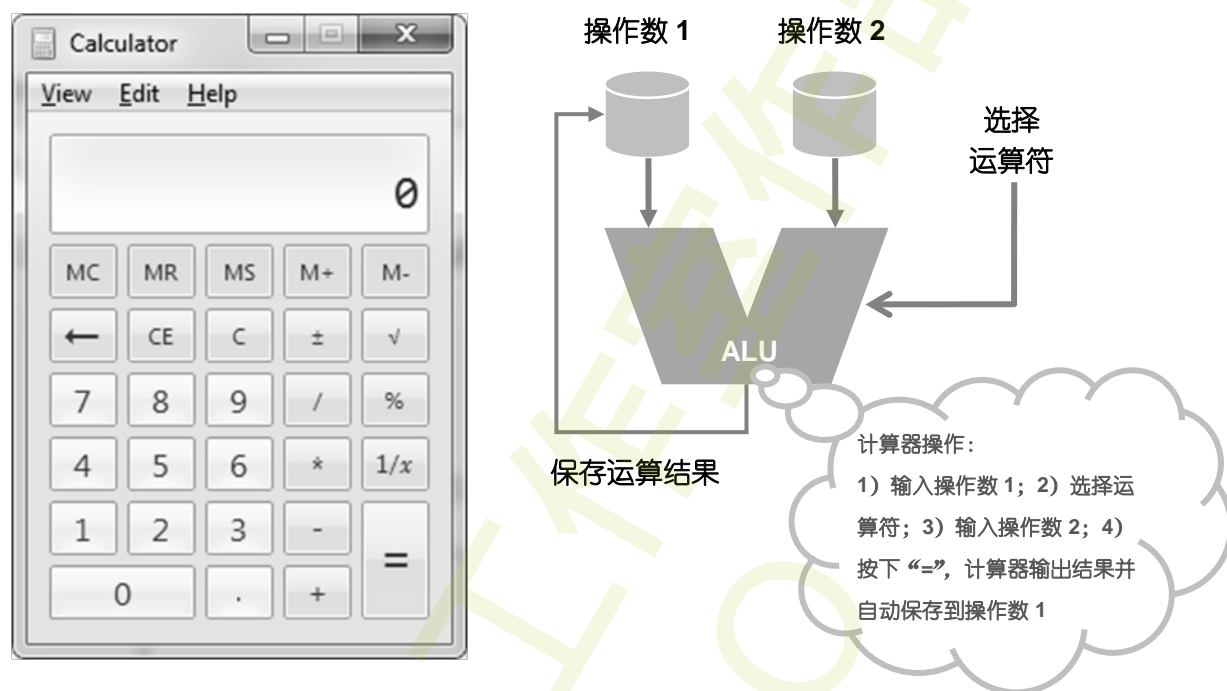 Calculator
View Edit Help
0
MC MR MS M+ M-
← CE C ± √
7 8 9 / %
4 5 6 * 1/x
1 2 3 - =
0 . +
操作数 1
操作数 2
选择
运算符
ALU
保存运算结果
计算器操作：
1）输入操作数 1；2）选择运
算符；3）输入操作数 2；4）
按下“=”，计算器输出结果并
自动保存到操作数 1